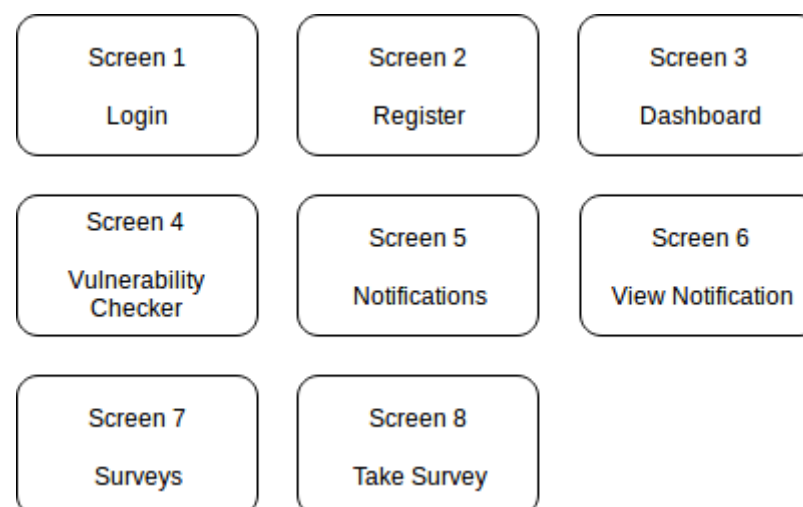 Screen 1
Login
Screen 2
Register
Screen 3
Dashboard
Screen 4
Vulnerability
Checker
Screen 5
Notifications
Screen 6
View Notification
Screen 7
Surveys
Screen 8
Take Survey